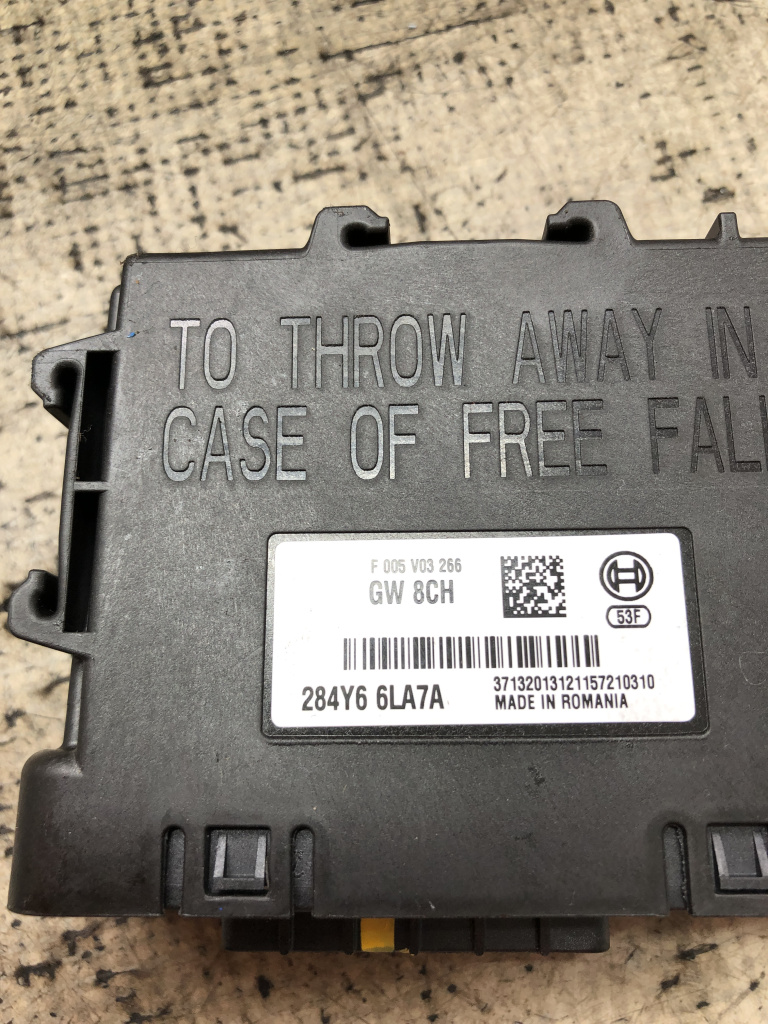 TO THROW AWAY IN
CASE OF FREE FALL
F 005 V03 266
GW 8CH
53F
284Y6 6LA7A
37132013121157210310
MADE IN ROMANIA